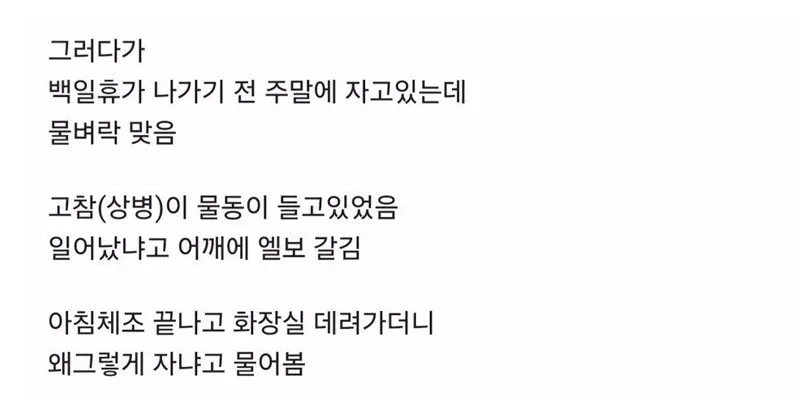 그러다가
백일휴가 나가기 전 주말에 자고있는데
물벼락 맞음
고참(상병)이 물동이 들고있었음
일어났냐고 어깨에 엘보 갈김
아침체조 끝나고 화장실 데려가더니
왜그렇게 자냐고 물어봄